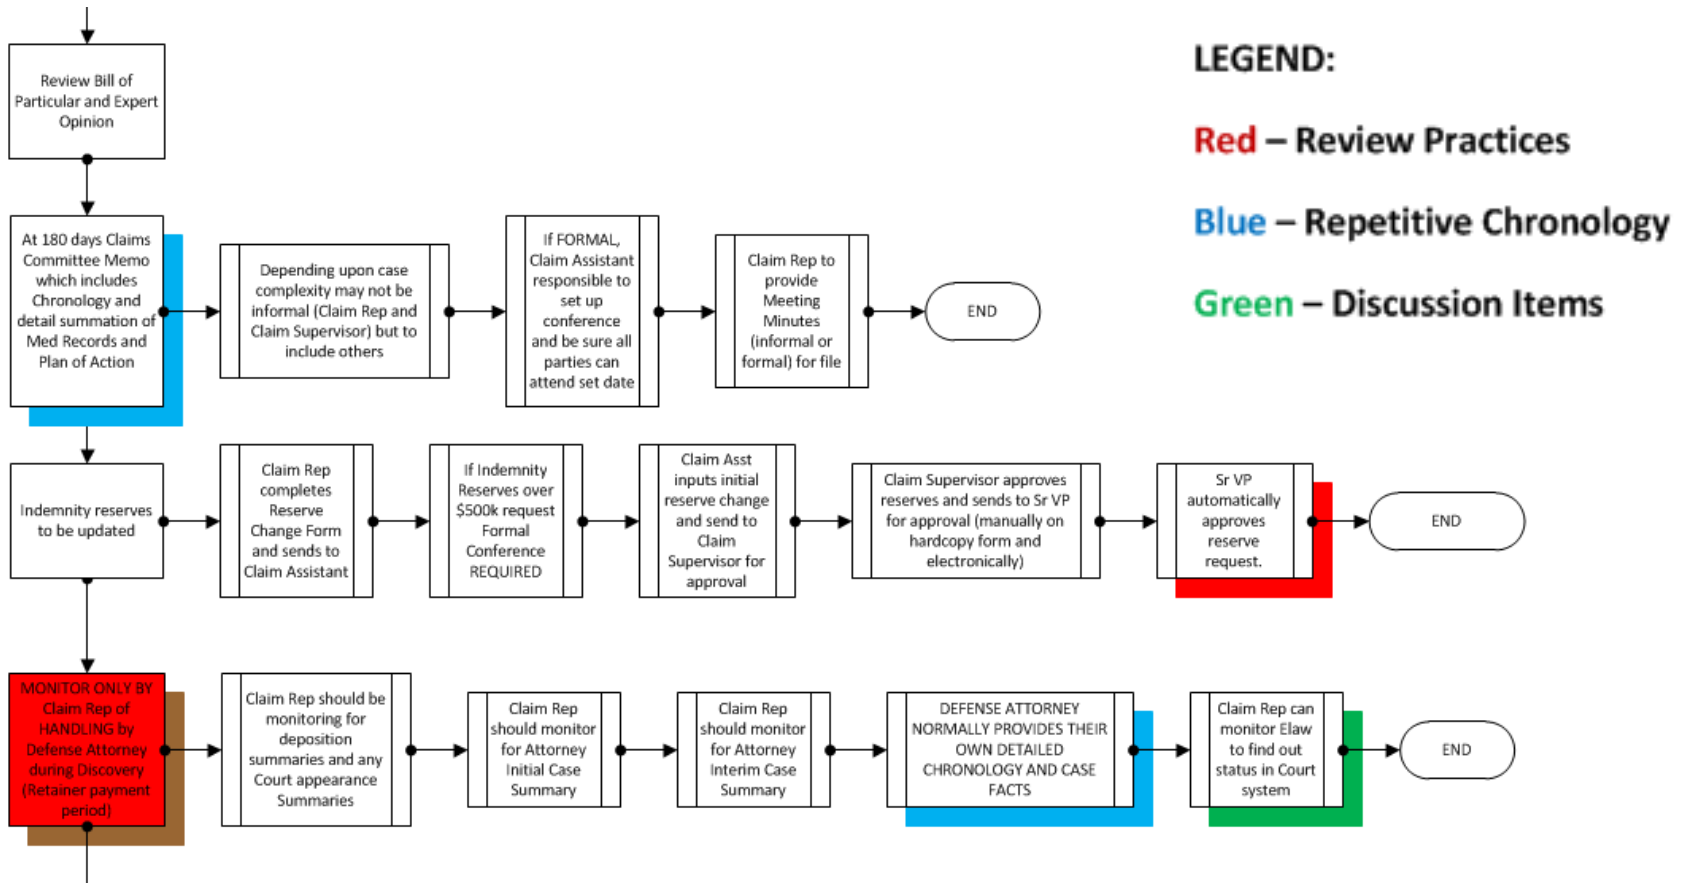 Review Bill of
Particular and Expert
Opinion
LEGEND:
Red – Review Practices
Blue – Repetitive Chronology
Green – Discussion Items
At 180 days Claims
Committee Memo
which includes
Chronology and
detail summation of
Med Records and
Plan of Action
Depending upon case
complexity may not be
informal (Claim Rep and
Claim Supervisor) but to
include others
If FORMAL,
Claim Assistant
responsible to
set up
conference
and be sure all
parties can
attend set date
Claim Rep to
provide
Meeting
Minutes
(informal or
formal) for file
END
Indemnity reserves
to be updated
Claim Rep
completes
Reserve
Change Form
and sends to
Claim Assistant
If Indemnity
Reserves over
$500k request
Formal
Conference
REQUIRED
Claim Asst
inputs initial
reserve change
and send to
Claim
Supervisor for
approval
Claim Supervisor approves
reserves and sends to Sr VP
for approval (manually on
hardcopy form and
electronically)
Sr VP
automatically
approves
reserve
request.
END
MONITOR ONLY BY
Claim Rep of
HANDLING by
Defense Attorney
during Discovery
(Retainer payment
period)
Claim Rep should be
monitoring for
deposition
summaries and any
Court appearance
Summaries
Claim Rep
should monitor
for Attorney
Initial Case
Summary
Claim Rep
should monitor
for Attorney
Interim Case
Summary
DEFENSE ATTORNEY
NORMALLY PROVIDES THEIR
OWN DETAILED
CHRONOLOGY AND CASE
FACTS
Claim Rep can
monitor Elaw
to find out
status in Court
system
END